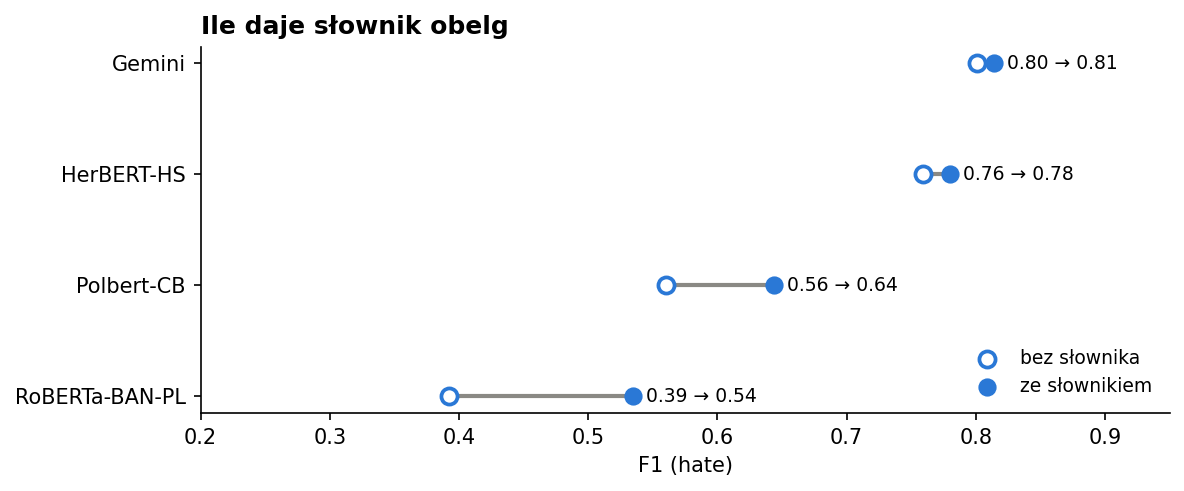 Ile daje słownik obelg
Gemini
0.80 → 0.81
HerBERT-HS
0.76 → 0.78
Polbert-CB
0.56 → 0.64
bez słownika
ze słownikiem
RoBERTa-BAN-PL
0.39 → 0.54
0.2 0.3 0.4 0.5 0.6 0.7 0.8 0.9
F1 (hate)